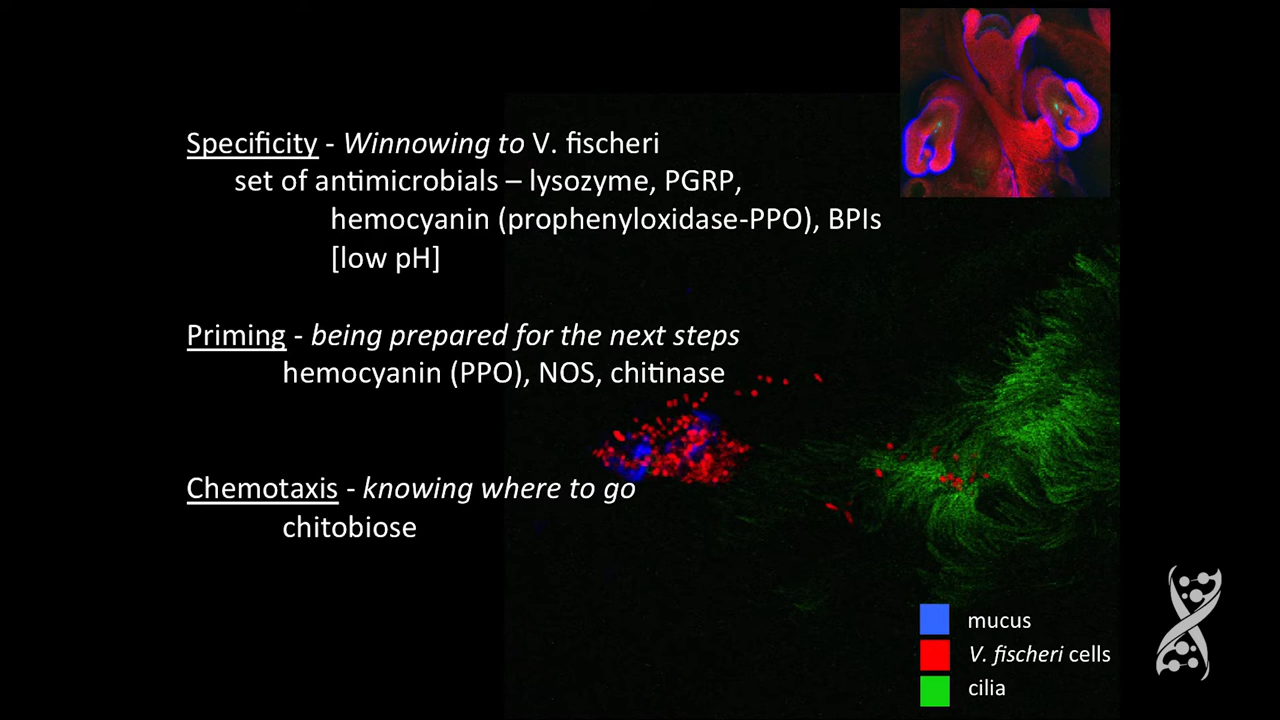 Specificity - Winnowing to V. fischeri
set of antimicrobials – lysozyme, PGRP,
hemocyanin (prophenyloxidase-PPO), BPIs
[low pH]
Priming - being prepared for the next steps
hemocyanin (PPO), NOS, chitinase
Chemotaxis - knowing where to go
chitobiose
mucus
V. fischeri cells
cilia